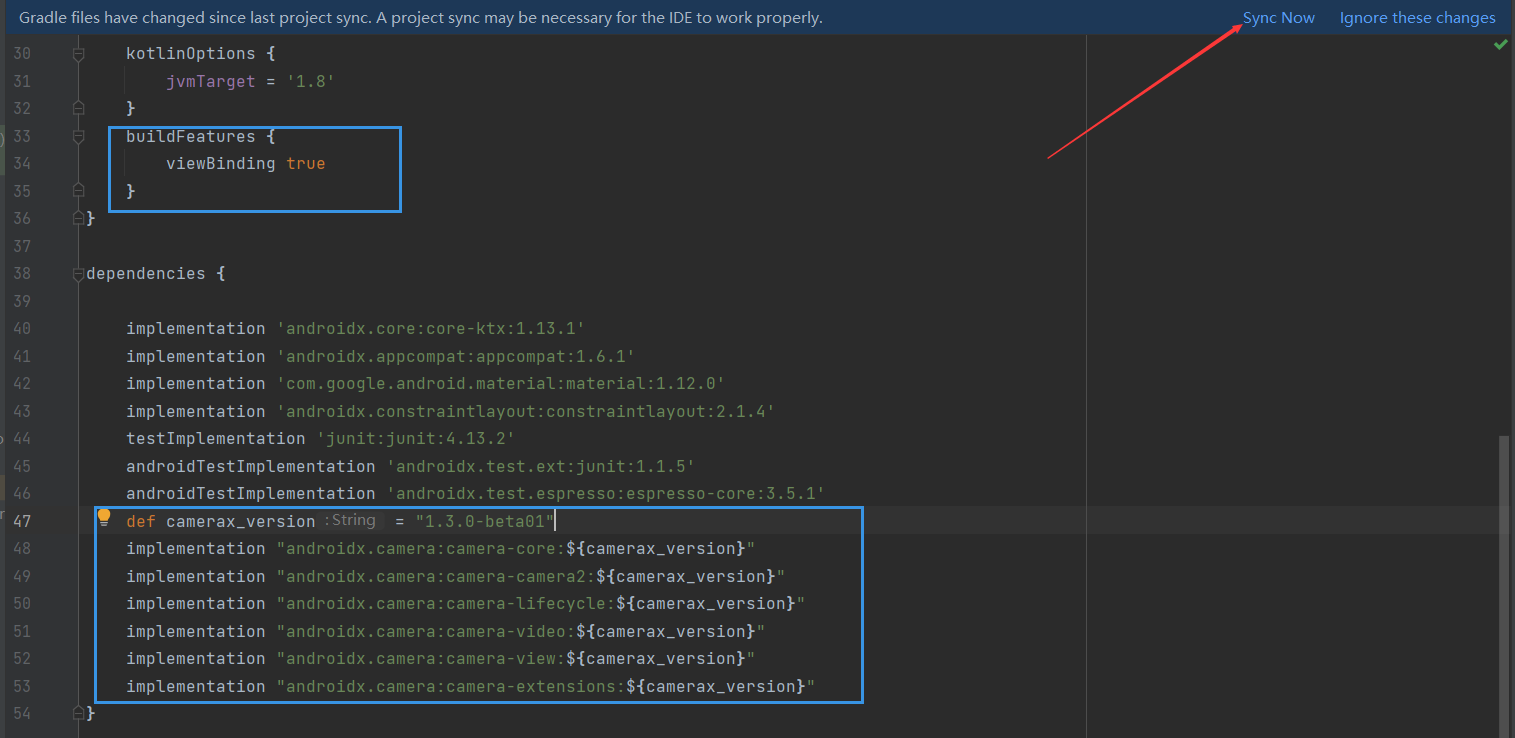 Gradle files have changed since last project sync. A project sync may be necessary for the IDE to work properly. Sync Now Ignore these changes
30 kotlinOptions {
31 jvmTarget = '1.8'
32 }
33 buildFeatures {
34 viewBinding true
35 }
36 }
37
38 dependencies {
39
40 implementation 'androidx.core:core-ktx:1.13.1'
41 implementation 'androidx.appcompat:appcompat:1.6.1'
42 implementation 'com.google.android.material:material:1.12.0'
43 implementation 'androidx.constraintlayout:constraintlayout:2.1.4'
44 testImplementation 'junit:junit:4.13.2'
45 androidTestImplementation 'androidx.test.ext:junit:1.1.5'
46 androidTestImplementation 'androidx.test.espresso:espresso-core:3.5.1'
47 def camerax_version : String = "1.3.0-beta01"
48 implementation "androidx.camera:camera-core:${camerax_version}"
49 implementation "androidx.camera:camera-camera2:${camerax_version}"
50 implementation "androidx.camera:camera-lifecycle:${camerax_version}"
51 implementation "androidx.camera:camera-video:${camerax_version}"
52 implementation "androidx.camera:camera-view:${camerax_version}"
53 implementation "androidx.camera:camera-extensions:${camerax_version}"
54 }